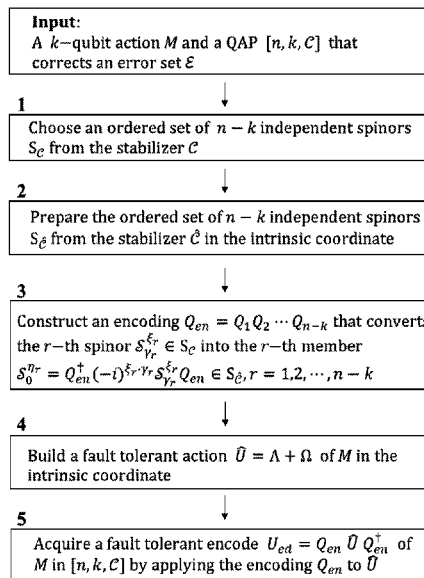 Input:
A k−qubit action M and a QAP [n, k, C] that
corrects an error set ℰ
1
Choose an ordered set of n − k independent spinors
S_C from the stabilizer C
2
Prepare the ordered set of n − k independent spinors
S_Ĉ from the stabilizer Ĉ in the intrinsic coordinate
3
Construct an encoding Q_en = Q_1Q_2 ⋯ Q_{n−k} that convert
the r−th spinor 𝒮_{γ_r}^{ξ_r} ∈ S_C into the r−th member
𝒮_0^{η_r} = Q_en^†(−i)^{ξ_r·γ_r}𝒮_{γ_r}^{ξ_r}Q_en ∈ S_Ĉ, r = 1,2, ⋯, n − k
4
Build a fault tolerant action Û = Λ + Ω of M in the
intrinsic coordinate
5
Acquire a fault tolerant encode U_ed = Q_en Û Q_en^† of
M in [n, k, C] by applying the encoding Q_en to Û